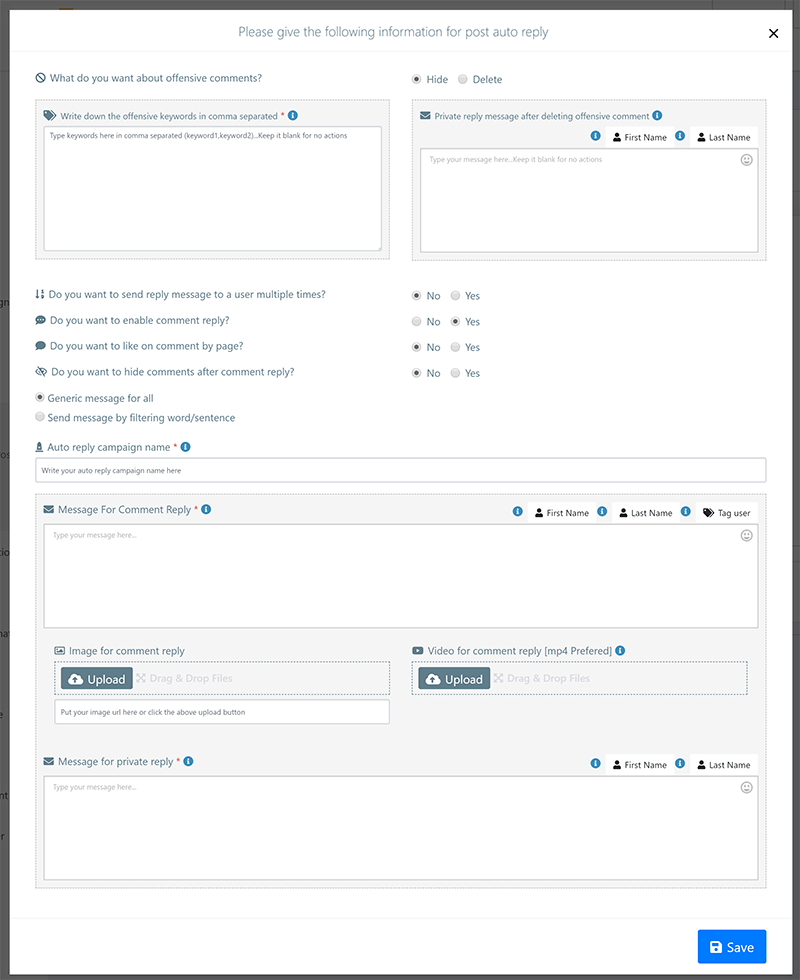 Please give the following information for post auto reply
What do you want about offensive comments?
Hide Delete
Write down the offensive keywords in comma separated *
Type keywords here in comma separated (keyword1,keyword2)...Keep it blank for no actions
Private reply message after deleting offensive comment
First Name Last Name
Type your message here...Keep it blank for no actions
Do you want to send reply message to a user multiple times? No Yes
Do you want to enable comment reply? No Yes
Do you want to like on comment by page? No Yes
Do you want to hide comments after comment reply? No Yes
Generic message for all
Send message by filtering word/sentence
Auto reply campaign name *
Write your auto reply campaign name here
Message For Comment Reply * First Name Last Name Tag user
Type your message here...
Image for comment reply
Upload Drag & Drop Files
Put your image url here or click the above upload button
Video for comment reply [mp4 Prefered]
Upload Drag & Drop Files
Message for private reply * First Name Last Name
Type your message here...
Save